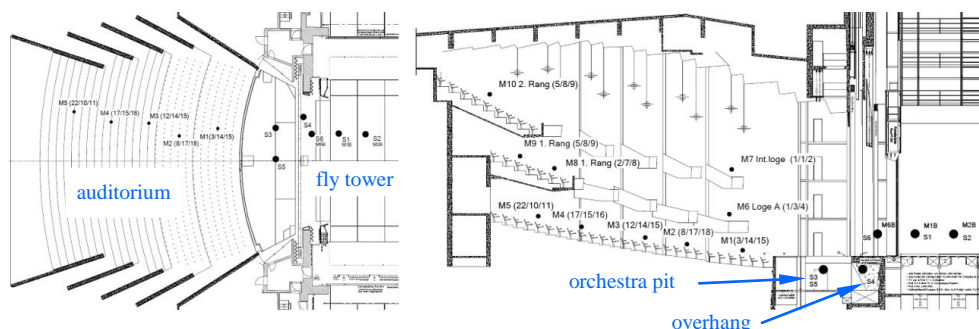 M5 (22/10/11)
M4 (17/15/16)
M3 (12/14/15)
M2 (8/17/18)
M1(3/14/15)
S3
S4
S5
S6
M6B
S1
M1B
S2
M2B
auditorium
fly tower
M10 2. Rang (5/8/9)
M9 1. Rang (5/8/9)
M8 1. Rang (2/7/8)
M7 Int.loge (1/1/2)
M6 Loge A (1/3/4)
M5 (22/10/11)
M4 (17/15/16)
M3 (12/14/15)
M2 (8/17/18)
M1(3/14/15)
M6B
S6
M1B
S1
M2B
S2
S3
S5
S4
orchestra pit
overhang